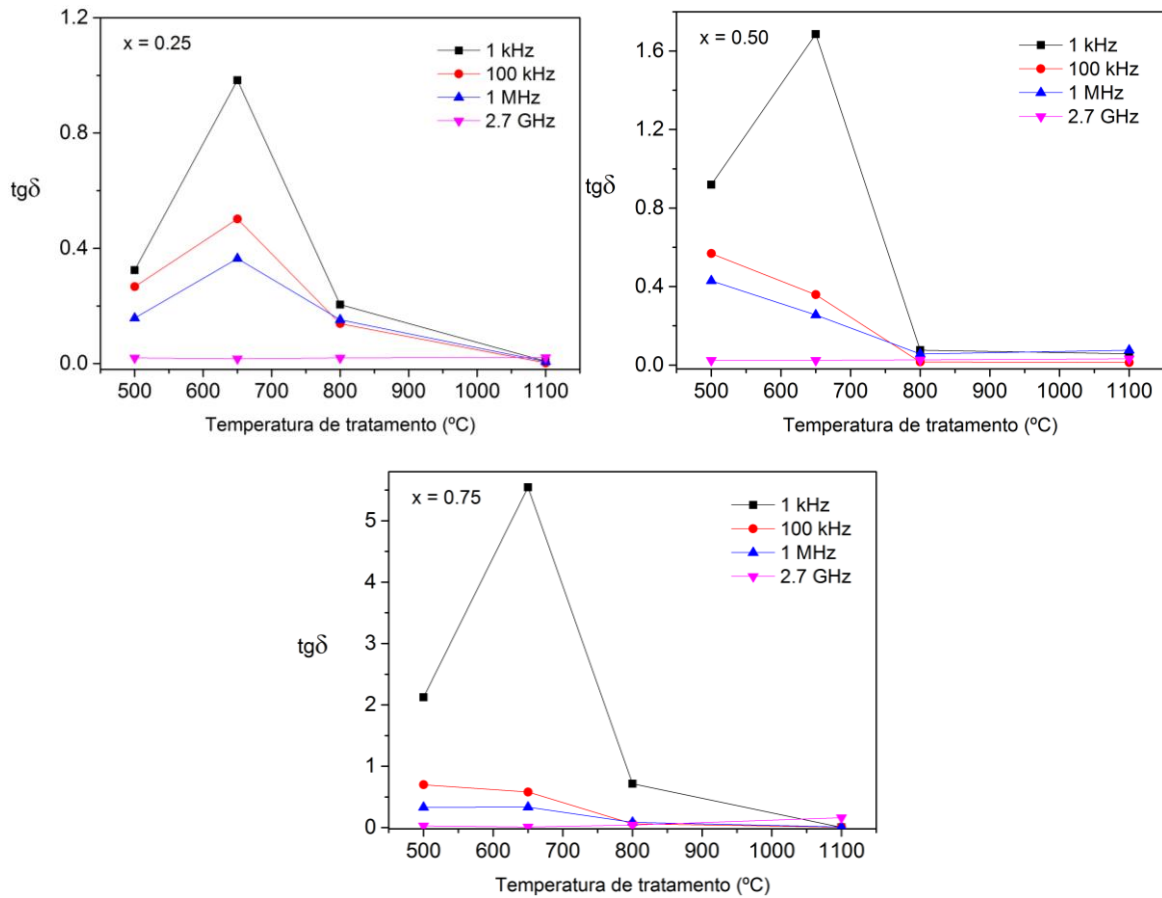 x = 0.25
1 kHz
100 kHz
1 MHz
2.7 GHz
1.2
0.8
0.4
0.0
tgδ
500 600 700 800 900 1000 1100
Temperatura de tratamento (ºC)
x = 0.50
1 kHz
100 kHz
1 MHz
2.7 GHz
1.6
1.2
0.8
0.4
0.0
tgδ
500 600 700 800 900 1000 1100
Temperatura de tratamento (ºC)
x = 0.75
1 kHz
100 kHz
1 MHz
2.7 GHz
5
4
3
2
1
0
tgδ
500 600 700 800 900 1000 1100
Temperatura de tratamento (ºC)